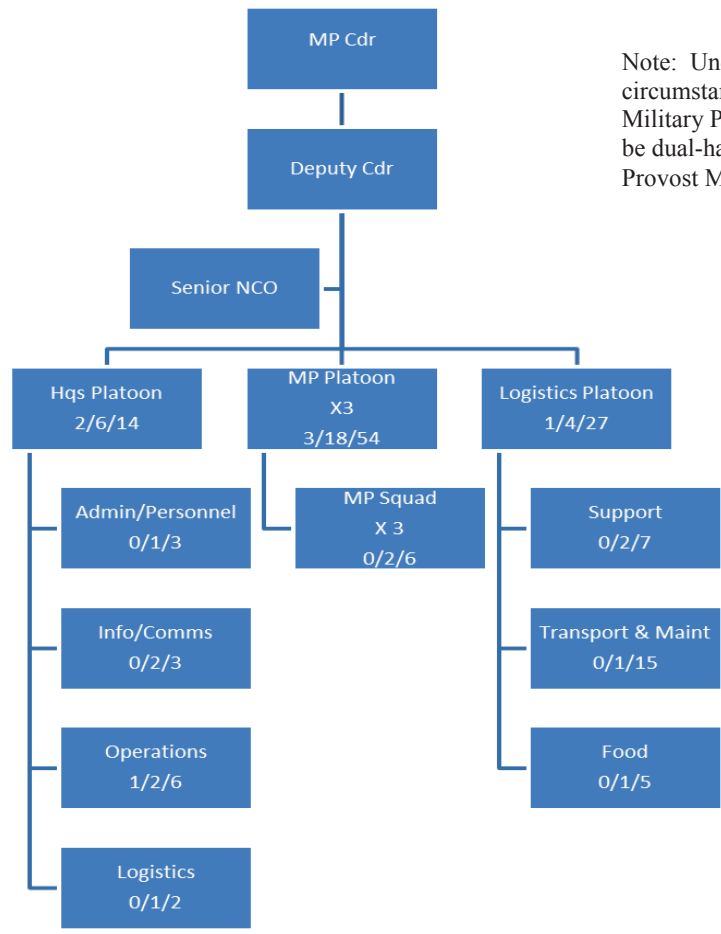 MP Cdr
Note: Un
Deputy Cdr
Military P
be dual-ha
Provost M
Senior NCO
Hqs Platoon
2/6/14
MP Platoon
X3
3/18/54
Logistics Platoon
1/4/27
Admin/Personnel
0/1/3
MP Squad
X 3
0/2/6
Support
0/2/7
Info/Comms
0/2/3
Transport & Maint
0/1/15
Operations
1/2/6
Food
0/1/5
Logistics
0/1/2